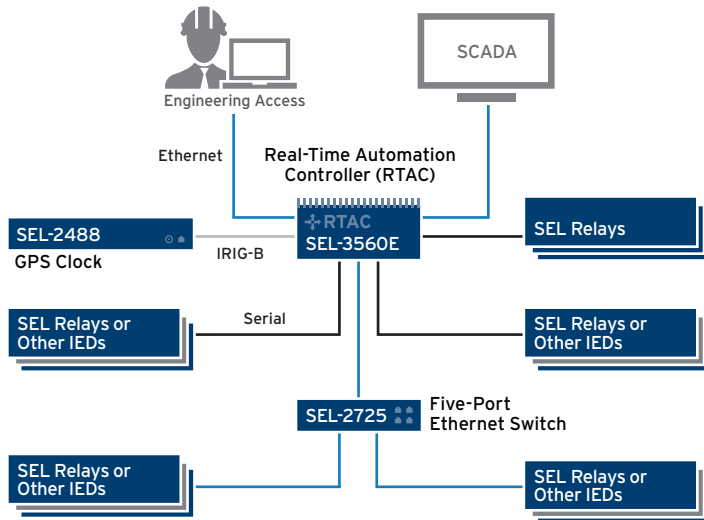 SCADA
Engineering Access
Ethernet
Real-Time Automation
Controller (RTAC)
RTAC
SEL-3560E
SEL-2488
GPS Clock
IRIG-B
SEL Relays
SEL Relays or
Other IEDs
Serial
SEL Relays or
Other IEDs
SEL-2725
Five-Port
Ethernet Switch
SEL Relays or
Other IEDs
SEL Relays or
Other IEDs